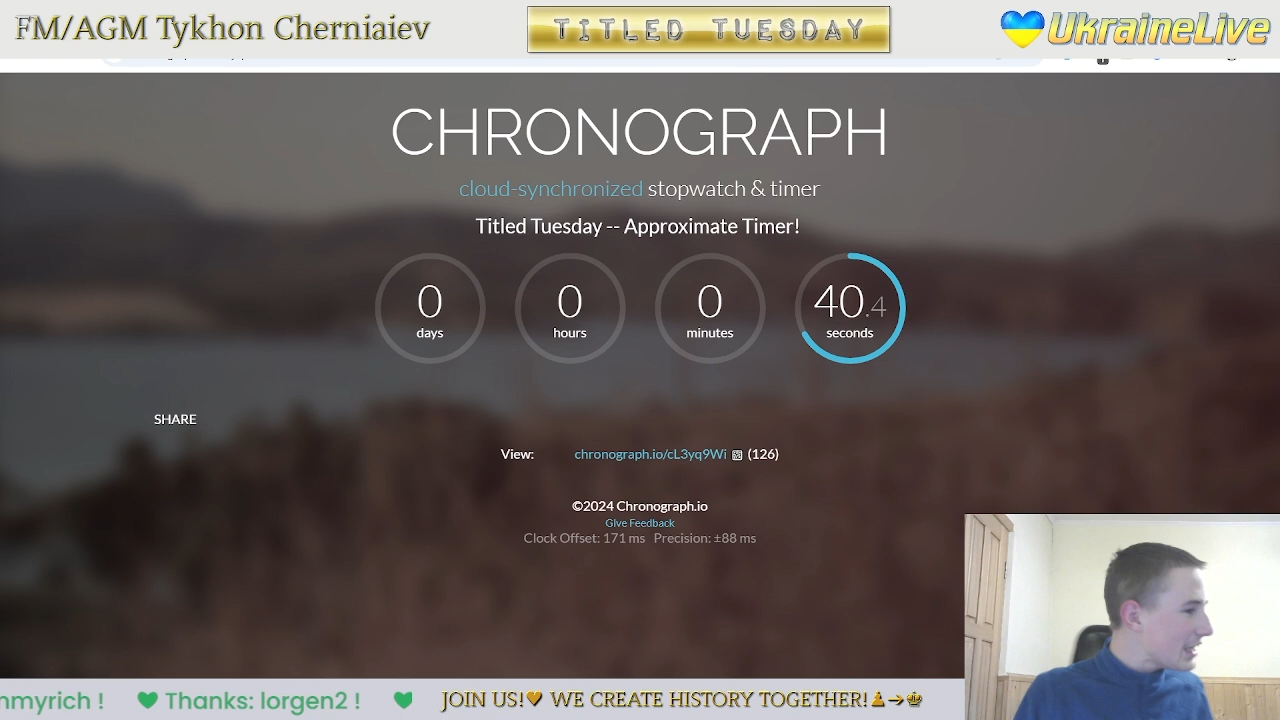 FM/AGM Tykhon Cherniaiev
TITLED TUESDAY
UkraineLive
CHRONOGRAPH
cloud-synchronized stopwatch & timer
Titled Tuesday -- Approximate Timer!
0 0 0 40.4
days hours minutes seconds
SHARE
View: chronograph.io/cL3yq9Wi (126)
©2024 Chronograph.io
Give Feedback
Clock Offset: 171 ms Precision: ±88 ms
nmyrich ! Thanks: lorgen2 ! JOIN US! WE CREATE HISTORY TOGETHER!